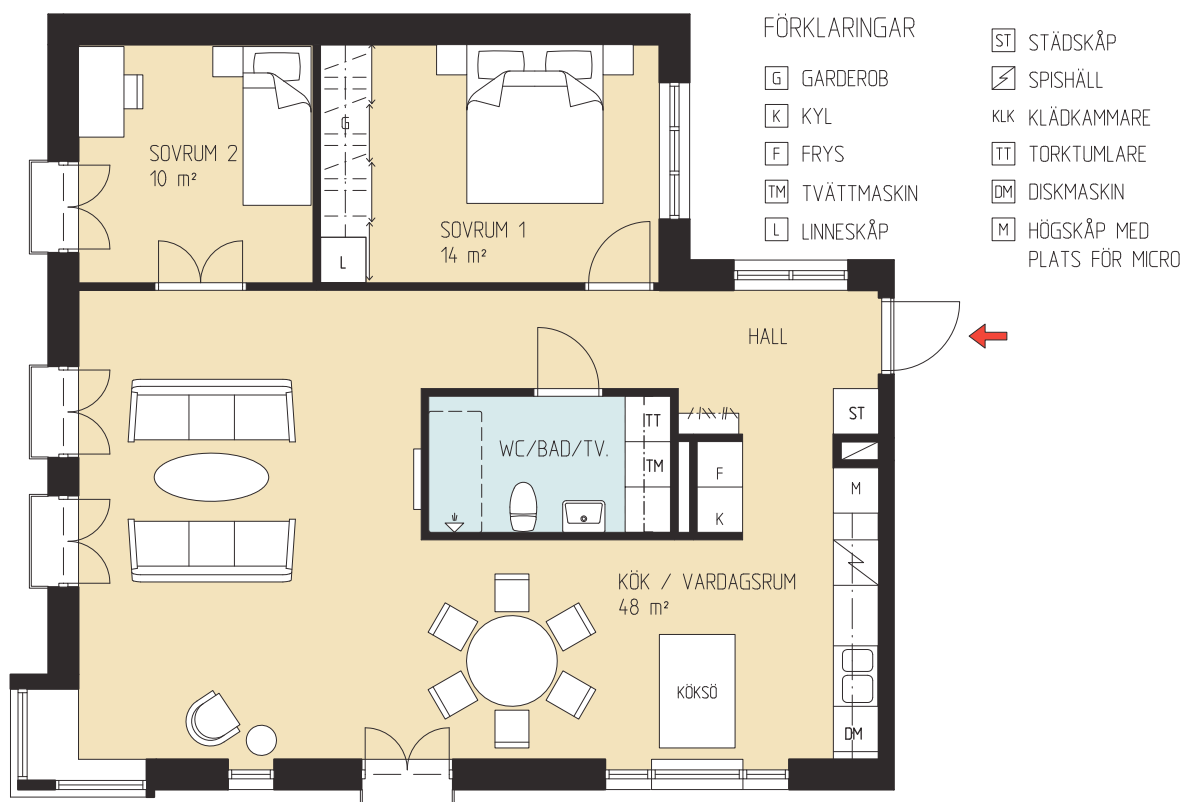 FÖRKLARINGAR
G GARDEROB
K KYL
F FRYS
TM TVÄTTMASKIN
L LINNESKÅP
ST STÄDSKÅP
SPISHÄLL
KLK KLÄDKAMMARE
TT TORKTUMLARE
DM DISKMASKIN
M HÖGSKÅP MED
PLATS FÖR MICRO
SOVRUM 2
10 m²
G
L
SOVRUM 1
14 m²
HALL
WC/BAD/TV.
TT
TM
F
K
ST
M
KÖK / VARDAGSRUM
48 m²
KÖKSÖ
DM